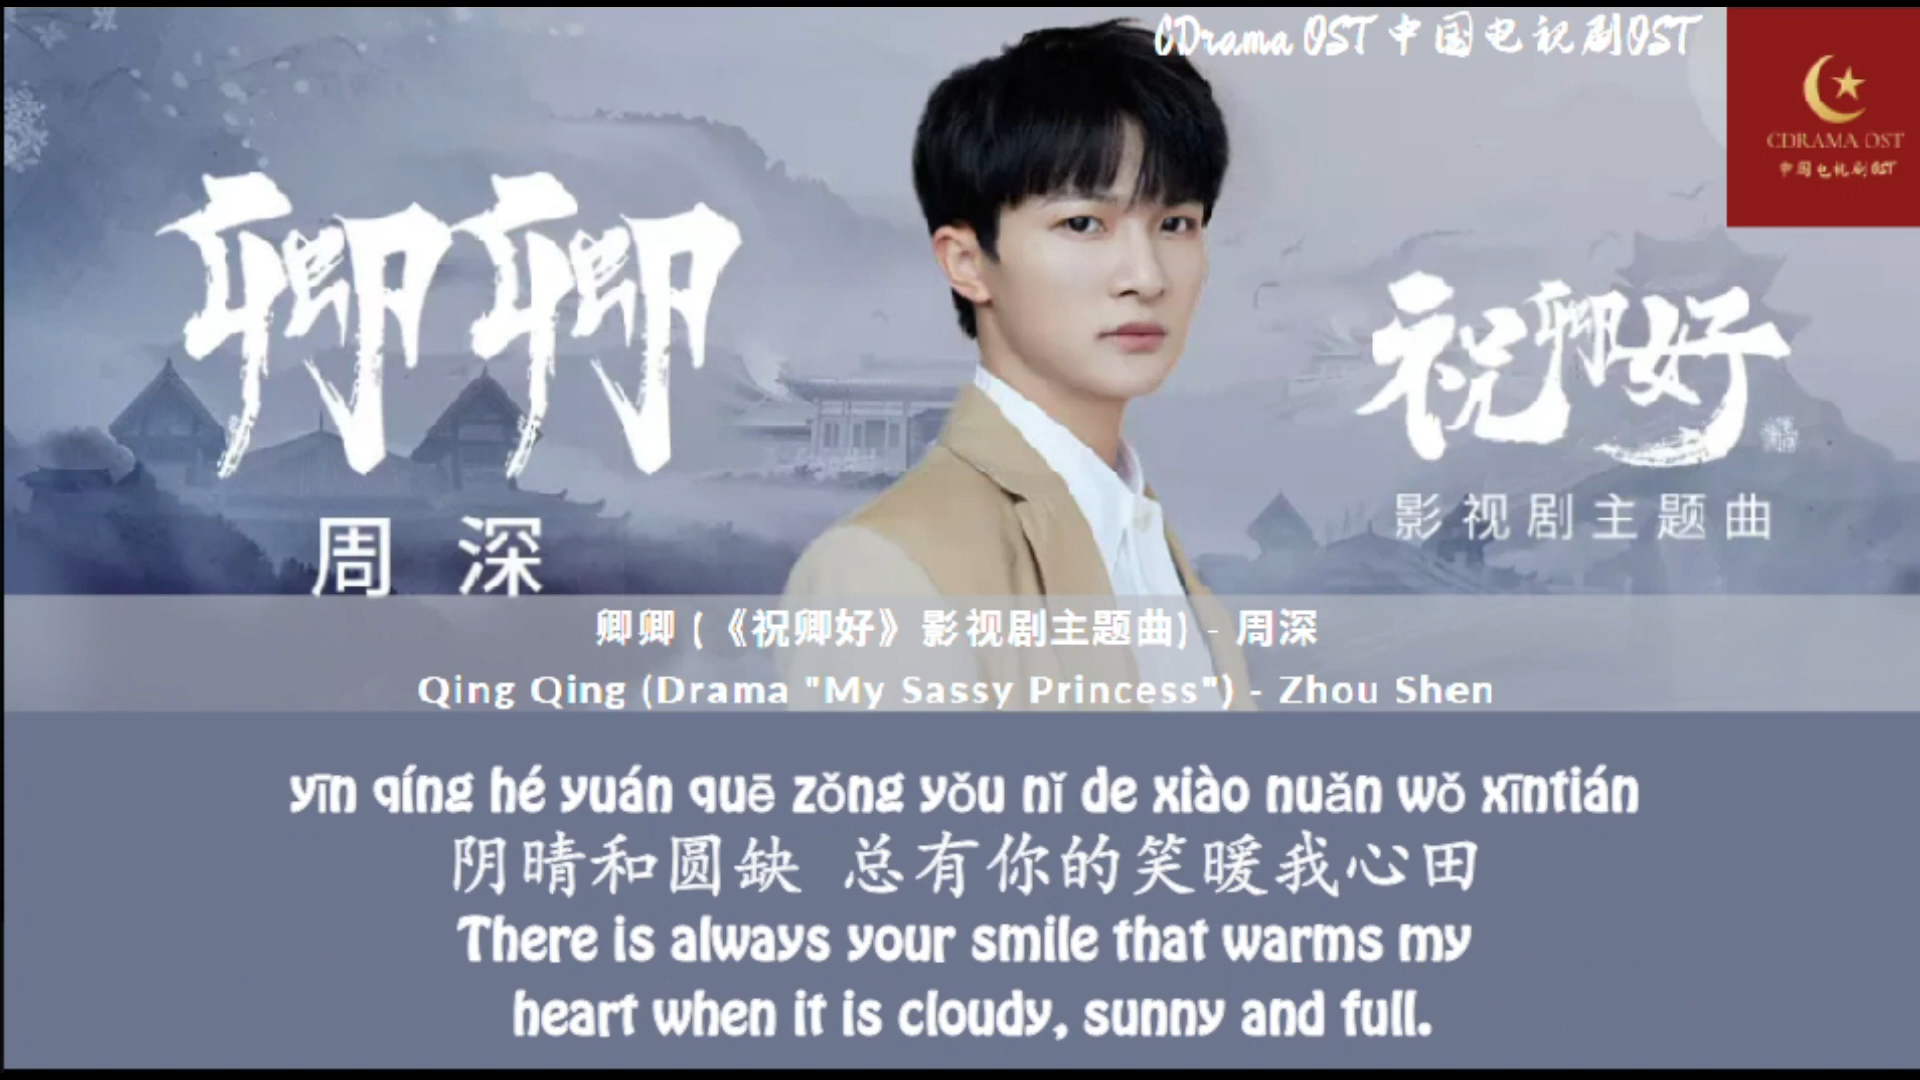 CDrama OST 中国电视剧OST
CDRAMA OST
中国电视剧OST
卿卿
周深
祝卿好
影视剧主题曲
卿卿 (《祝卿好》影视剧主题曲) - 周深
Qing Qing (Drama "My Sassy Princess") - Zhou Shen
yīn qíng hé yuán quē zǒng yǒu nǐ de xiào nuǎn wǒ xīntián
阴晴和圆缺 总有你的笑暖我心田
There is always your smile that warms my
heart when it is cloudy, sunny and full.